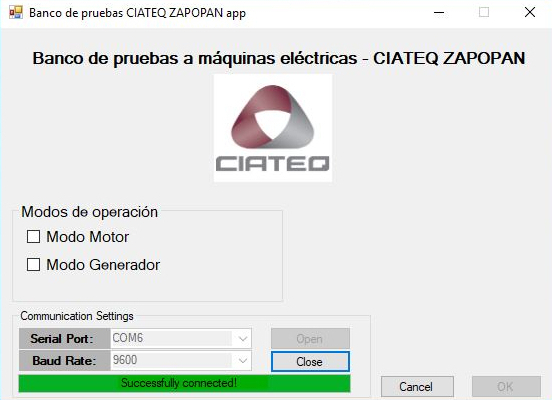 Banco de pruebas CIATEQ ZAPOPAN app
Banco de pruebas a máquinas eléctricas - CIATEQ ZAPOPAN
CIATEQ
Modos de operación
Modo Motor
Modo Generador
Communication Settings
Serial Port: COM6 Open
Baud Rate: 9600 Close
Successfully connected!
Cancel OK